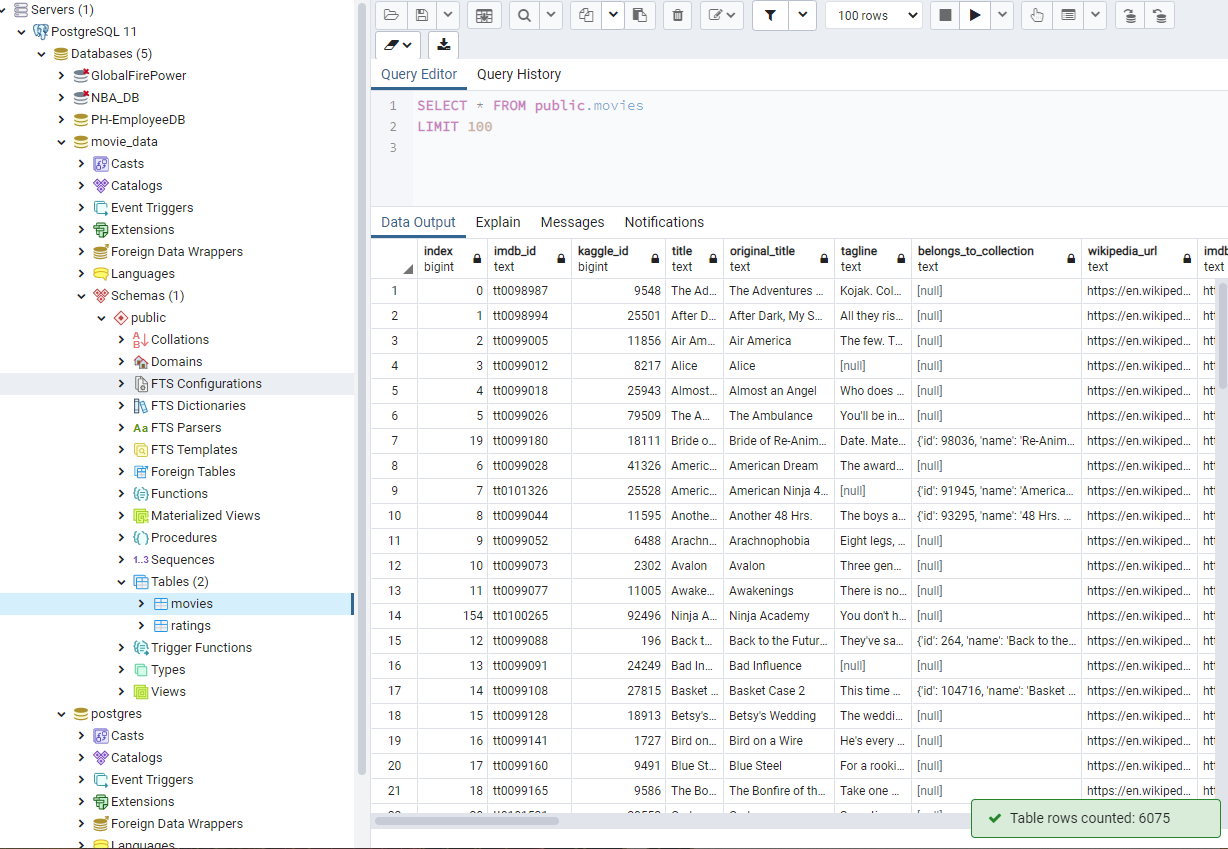 Servers (1)
PostgreSQL 11
Databases (5)
GlobalFirePower
NBA_DB
PH-EmployeeDB
movie_data
Casts
Catalogs
Event Triggers
Extensions
Foreign Data Wrappers
Languages
Schemas (1)
public
Collations
Domains
FTS Configurations
FTS Dictionaries
FTS Parsers
FTS Templates
Foreign Tables
Functions
Materialized Views
Procedures
1..3 Sequences
Tables (2)
movies
ratings
Trigger Functions
Types
Views
postgres
Casts
Catalogs
Event Triggers
Extensions
Foreign Data Wrappers
Languages
100 rows
Query Editor Query History
1 SELECT * FROM public.movies
2 LIMIT 100
3
Data Output Explain Messages Notifications
index imdb_id kaggle_id title original_title tagline belongs_to_collection wikipedia_url imdb
bigint text bigint text text text text text text
1 0 tt0098987 9548 The Ad... The Adventures ... Kojak. Col... [null] https://en.wikiped... htt
2 1 tt0098994 25501 After D... After Dark, My S... All they ris... [null] https://en.wikiped... htt
3 2 tt0099005 11856 Air Am... Air America The few. T... [null] https://en.wikiped... htt
4 3 tt0099012 8217 Alice Alice [null] [null] https://en.wikiped... htt
5 4 tt0099018 25943 Almost... Almost an Angel Who does ... [null] https://en.wikiped... htt
6 5 tt0099026 79509 The A... The Ambulance You'll be in... [null] https://en.wikiped... htt
7 19 tt0099180 18111 Bride o... Bride of Re-Anim... Date. Mate... {'id': 98036, 'name': 'Re-Anim... https://en.wikiped... htt
8 6 tt0099028 41326 Americ... American Dream The award... [null] https://en.wikiped... htt
9 7 tt0101326 25528 Americ... American Ninja 4... [null] {'id': 91945, 'name': 'America... https://en.wikiped... htt
10 8 tt0099044 11595 Anothe... Another 48 Hrs. The boys a... {'id': 93295, 'name': '48 Hrs. ... https://en.wikiped... htt
11 9 tt0099052 6488 Arachn... Arachnophobia Eight legs, ... [null] https://en.wikiped... htt
12 10 tt0099073 2302 Avalon Avalon Three gen... [null] https://en.wikiped... htt
13 11 tt0099077 11005 Awake... Awakenings There is no... [null] https://en.wikiped... htt
14 154 tt0100265 92496 Ninja A... Ninja Academy You don't h... [null] https://en.wikiped... htt
15 12 tt0099088 196 Back t... Back to the Futur... They've sa... {'id': 264, 'name': 'Back to the... https://en.wikiped... htt
16 13 tt0099091 24249 Bad In... Bad Influence [null] [null] https://en.wikiped... htt
17 14 tt0099108 27815 Basket ... Basket Case 2 This time ... {'id': 104716, 'name': 'Basket ... https://en.wikiped... htt
18 15 tt0099128 18913 Betsy's... Betsy's Wedding The weddi... [null] https://en.wikiped... htt
19 16 tt0099141 1727 Bird on... Bird on a Wire He's every ... [null] https://en.wikiped... htt
20 17 tt0099160 9491 Blue St... Blue Steel For a rooki... [null] https://en.wikiped... htt
21 18 tt0099165 9586 The Bo... The Bonfire of th... Take one ... [null] https://en.wikiped... htt
Table rows counted: 6075